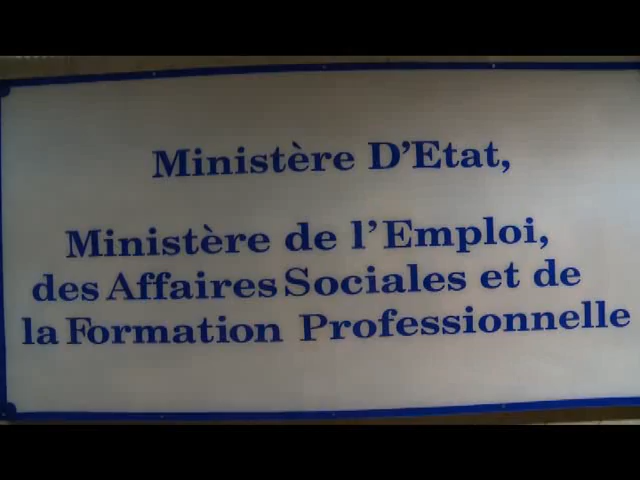 Ministère D'Etat,
Ministère de l'Emploi,
des Affaires Sociales et de
la Formation Professionnelle